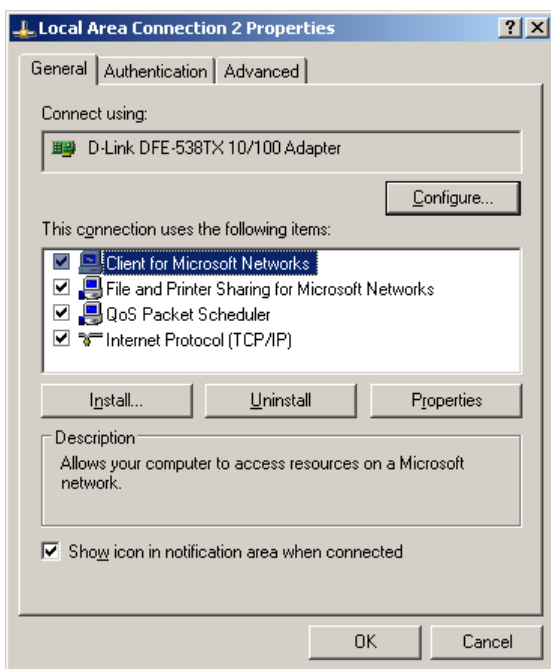 Local Area Connection 2 Properties
General Authentication Advanced
Connect using:
D-Link DFE-538TX 10/100 Adapter
Configure...
This connection uses the following items:
Client for Microsoft Networks
File and Printer Sharing for Microsoft Networks
QoS Packet Scheduler
Internet Protocol (TCP/IP)
Install... Uninstall Properties
Description
Allows your computer to access resources on a Microsoft
network.
Show icon in notification area when connected
OK Cancel